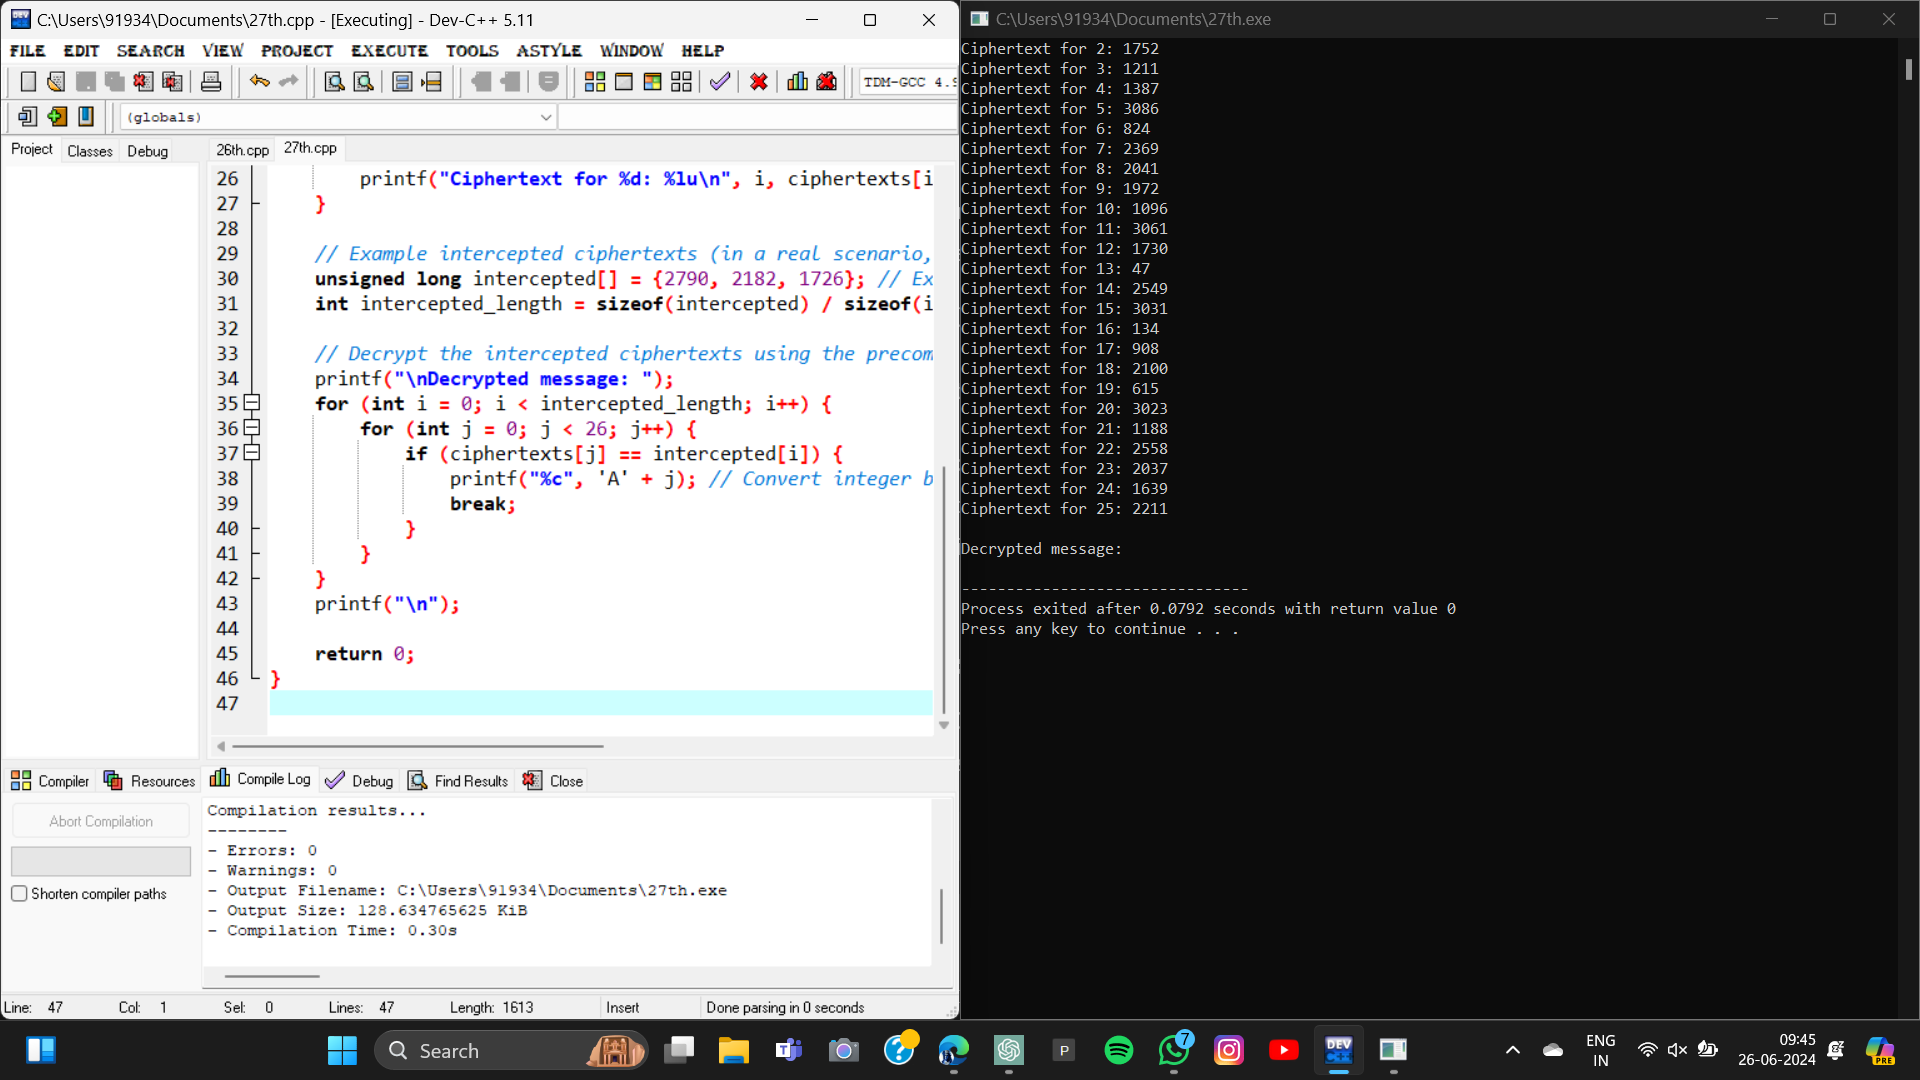 C:\Users\91934\Documents\27th.cpp - [Executing] - Dev-C++ 5.11
FILE EDIT SEARCH VIEW PROJECT EXECUTE TOOLS ASTYLE WINDOW HELP
TDM-GCC 4.9
(globals)
Project Classes Debug
26th.cpp 27th.cpp
26 printf("Ciphertext for %d: %lu\n", i, ciphertexts[i
27 }
28
29 // Example intercepted ciphertexts (in a real scenario,
30 unsigned long intercepted[] = {2790, 2182, 1726}; // Ex
31 int intercepted_length = sizeof(intercepted) / sizeof(i
32
33 // Decrypt the intercepted ciphertexts using the precom
34 printf("\nDecrypted message: ");
35 for (int i = 0; i < intercepted_length; i++) {
36 for (int j = 0; j < 26; j++) {
37 if (ciphertexts[j] == intercepted[i]) {
38 printf("%c", 'A' + j); // Convert integer b
39 break;
40 }
41 }
42 }
43 printf("\n");
44
45 return 0;
46 }
47
Compiler Resources Compile Log Debug Find Results Close
Abort Compilation
Shorten compiler paths
Compilation results...
--------
- Errors: 0
- Warnings: 0
- Output Filename: C:\Users\91934\Documents\27th.exe
- Output Size: 128.634765625 KiB
- Compilation Time: 0.30s
Line: 47 Col: 1 Sel: 0 Lines: 47 Length: 1613 Insert Done parsing in 0 seconds
C:\Users\91934\Documents\27th.exe
Ciphertext for 2: 1752
Ciphertext for 3: 1211
Ciphertext for 4: 1387
Ciphertext for 5: 3086
Ciphertext for 6: 824
Ciphertext for 7: 2369
Ciphertext for 8: 2041
Ciphertext for 9: 1972
Ciphertext for 10: 1096
Ciphertext for 11: 3061
Ciphertext for 12: 1730
Ciphertext for 13: 47
Ciphertext for 14: 2549
Ciphertext for 15: 3031
Ciphertext for 16: 134
Ciphertext for 17: 908
Ciphertext for 18: 2100
Ciphertext for 19: 615
Ciphertext for 20: 3023
Ciphertext for 21: 1188
Ciphertext for 22: 2558
Ciphertext for 23: 2037
Ciphertext for 24: 1639
Ciphertext for 25: 2211
Decrypted message:
--------------------------------
Process exited after 0.0792 seconds with return value 0
Press any key to continue . . .
Search
P
7
DEV
ENG
IN
09:45
26-06-2024
PRE